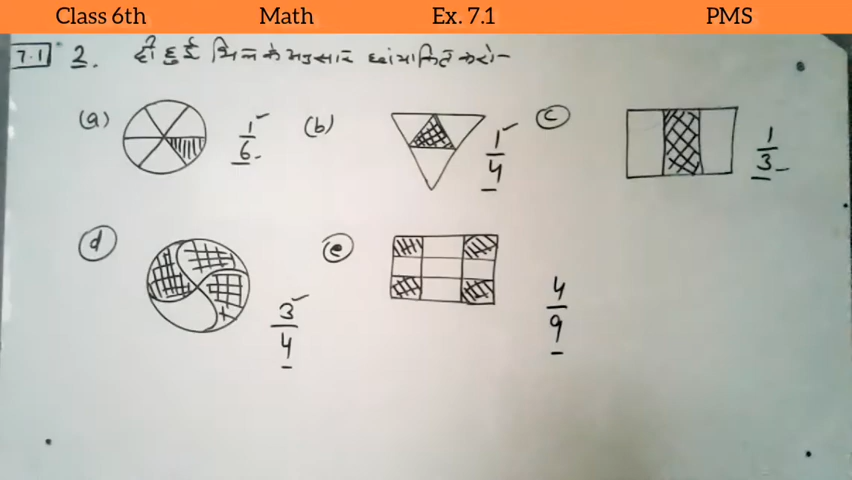 Class 6th Math Ex. 7.1 PMS
7.1 2. दी हुई भिन्न के अनुसार छायांकित करो-
(a) 1/6 (b) 1/4 (c) 1/3
(d) 3/4 (e) 4/9